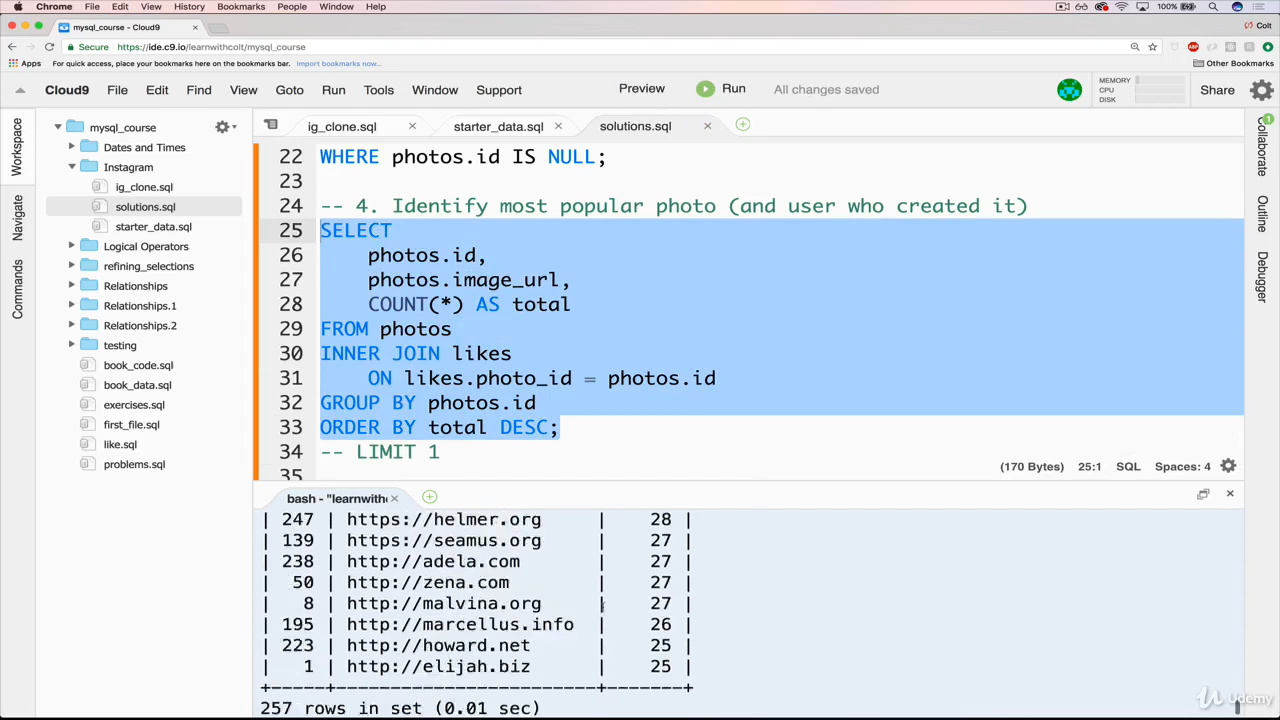 Chrome File Edit View History Bookmarks People Window Help 100%
mysql_course - Cloud9 Colt
Secure https://ide.c9.io/learnwithcolt/mysql_course
Apps For quick access, place your bookmarks here on the bookmarks bar. Import bookmarks now... Other Bookmarks
Cloud9 File Edit Find View Goto Run Tools Window Support Preview Run All changes saved MEMORY CPU DISK Share
Workspace
Navigate
Commands
mysql_course
Dates and Times
Instagram
ig_clone.sql
solutions.sql
starter_data.sql
Logical Operators
refining_selections
Relationships
Relationships.1
Relationships.2
testing
book_code.sql
book_data.sql
exercises.sql
first_file.sql
like.sql
problems.sql
ig_clone.sql starter_data.sql solutions.sql
22 WHERE photos.id IS NULL;
23
24 -- 4. Identify most popular photo (and user who created it)
25 SELECT
26 photos.id,
27 photos.image_url,
28 COUNT(*) AS total
29 FROM photos
30 INNER JOIN likes
31 ON likes.photo_id = photos.id
32 GROUP BY photos.id
33 ORDER BY total DESC;
34 -- LIMIT 1
35
(170 Bytes) 25:1 SQL Spaces: 4
bash - "learnwith
| 247 | https://helmer.org | 28 |
| 139 | https://seamus.org | 27 |
| 238 | http://adela.com | 27 |
| 50 | http://zena.com | 27 |
| 8 | http://malvina.org | 27 |
| 195 | http://marcellus.info | 26 |
| 223 | http://howard.net | 25 |
| 1 | http://elijah.biz | 25 |
+-----+-----------------------+-------+
257 rows in set (0.01 sec)
Collaborate
1
Outline
Debugger
Udemy